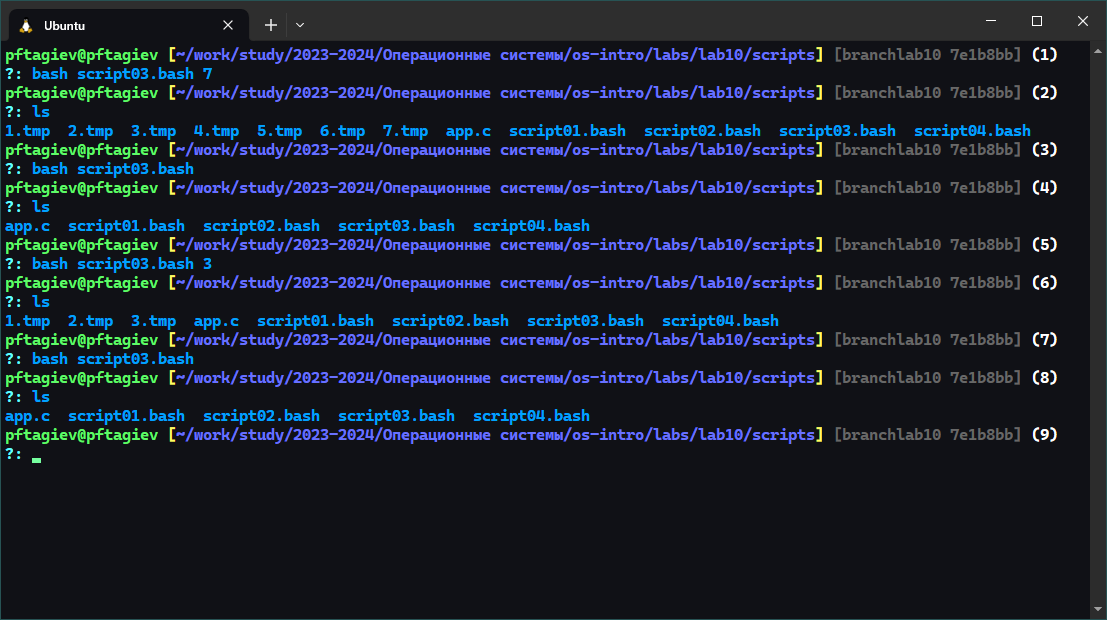 Ubuntu
pftagiev@pftagiev [~/work/study/2023-2024/Операционные системы/os-intro/labs/lab10/scripts] [branchlab10 7e1b8bb] (1)
?: bash script03.bash 7
pftagiev@pftagiev [~/work/study/2023-2024/Операционные системы/os-intro/labs/lab10/scripts] [branchlab10 7e1b8bb] (2)
?: ls
1.tmp  2.tmp  3.tmp  4.tmp  5.tmp  6.tmp  7.tmp  app.c  script01.bash  script02.bash  script03.bash  script04.bash
pftagiev@pftagiev [~/work/study/2023-2024/Операционные системы/os-intro/labs/lab10/scripts] [branchlab10 7e1b8bb] (3)
?: bash script03.bash
pftagiev@pftagiev [~/work/study/2023-2024/Операционные системы/os-intro/labs/lab10/scripts] [branchlab10 7e1b8bb] (4)
?: ls
app.c  script01.bash  script02.bash  script03.bash  script04.bash
pftagiev@pftagiev [~/work/study/2023-2024/Операционные системы/os-intro/labs/lab10/scripts] [branchlab10 7e1b8bb] (5)
?: bash script03.bash 3
pftagiev@pftagiev [~/work/study/2023-2024/Операционные системы/os-intro/labs/lab10/scripts] [branchlab10 7e1b8bb] (6)
?: ls
1.tmp  2.tmp  3.tmp  app.c  script01.bash  script02.bash  script03.bash  script04.bash
pftagiev@pftagiev [~/work/study/2023-2024/Операционные системы/os-intro/labs/lab10/scripts] [branchlab10 7e1b8bb] (7)
?: bash script03.bash
pftagiev@pftagiev [~/work/study/2023-2024/Операционные системы/os-intro/labs/lab10/scripts] [branchlab10 7e1b8bb] (8)
?: ls
app.c  script01.bash  script02.bash  script03.bash  script04.bash
pftagiev@pftagiev [~/work/study/2023-2024/Операционные системы/os-intro/labs/lab10/scripts] [branchlab10 7e1b8bb] (9)
?: